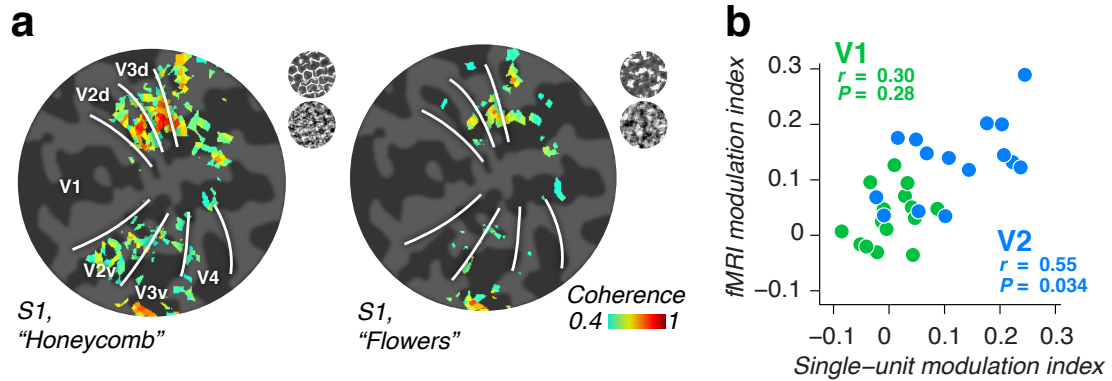 a
V3d
V2d
V1
V2v
V3v
V4
S1,
“Honeycomb”
S1,
“Flowers”
Coherence
0.4
1
b
V1
r = 0.30
P = 0.28
V2
r = 0.55
P = 0.034
fMRI modulation index
0.3
0.2
0.1
0
−0.1
−0.1 0 0.1 0.2 0.3
Single−unit modulation index